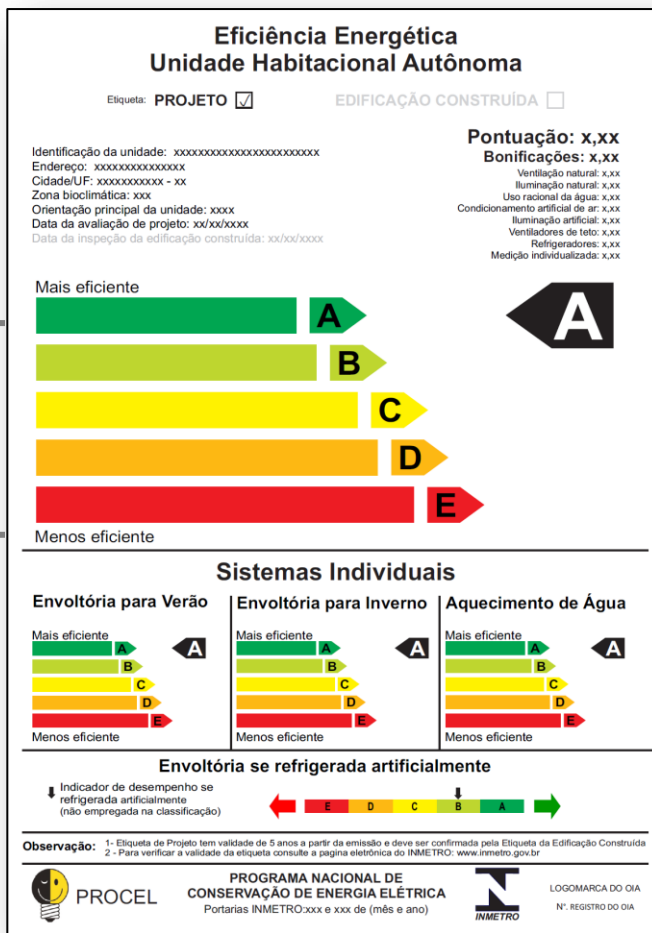 Eficiência Energética
Unidade Habitacional Autônoma
Etiqueta: PROJETO
EDIFICAÇÃO CONSTRUÍDA
Identificação da unidade: xxxxxxxxxxxxxxxxxxxxxxxx
Endereço: xxxxxxxxxxxxxxx
Cidade/UF: xxxxxxxxxxx - xx
Zona bioclimática: xxx
Orientação principal da unidade: xxxx
Data da avaliação de projeto: xx/xx/xxxx
Data da inspeção da edificação construída: xx/xx/xxxx
Pontuação: x,xx
Bonificações: x,xx
Ventilação natural: x,xx
Iluminação natural: x,xx
Uso racional da água: x,xx
Condicionamento artificial de ar: x,xx
Iluminação artificial: x,xx
Ventiladores de teto: x,xx
Refrigeradores: x,xx
Medição individualizada: x,xx
Mais eficiente
A
A
B
C
D
E
Menos eficiente
Sistemas Individuais
Envoltória para Verão
Mais eficiente
A
A
B
C
D
E
Menos eficiente
Envoltória para Inverno
Mais eficiente
A
A
B
C
D
E
Menos eficiente
Aquecimento de Água
Mais eficiente
A
A
B
C
D
E
Menos eficiente
Envoltória se refrigerada artificialmente
Indicador de desempenho se
refrigerada artificialmente
(não empregada na classificação)
E D C B A
Observação: 1- Etiqueta de Projeto tem validade de 5 anos a partir da emissão e deve ser confirmada pela Etiqueta da Edificação Construída
2 - Para verificar a validade da etiqueta consulte a pagina eletrônica do INMETRO: www.inmetro.gov.br
PROCEL
PROGRAMA NACIONAL DE
CONSERVAÇÃO DE ENERGIA ELÉTRICA
Portarias INMETRO:xxx e xxx de (mês e ano)
INMETRO
LOGOMARCA DO OIA
N°. REGISTRO DO OIA